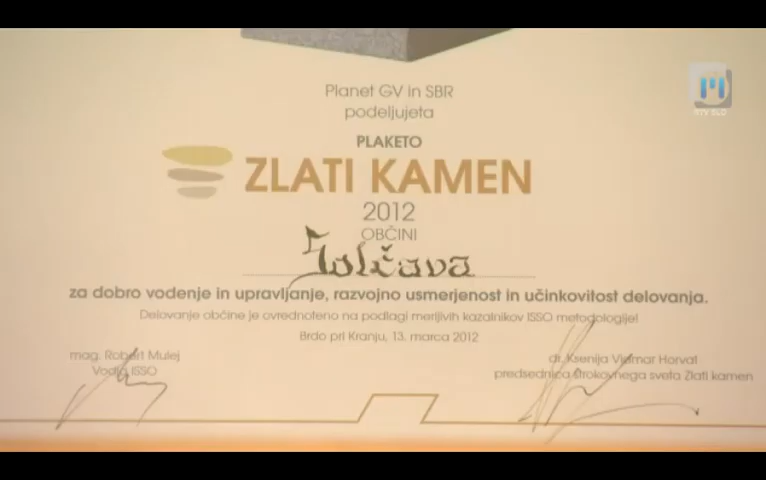 Planet GV in SBR
podeljujeta
PLAKETO
ZLATI KAMEN
2012
OBČINI
Solčava
za dobro vodenje in upravljanje, razvojno usmerjenost in učinkovitost delovanja.
Delovanje občine je ovrednoteno na podlagi merljivih kazalnikov ISSO metodologije!
Brdo pri Kranju, 13. marca 2012
mag. Robert Mulej
Vodja ISSO
dr. Ksenija Vidmar Horvat
predsednica Strokovnega sveta Zlati kamen
RTV SLO